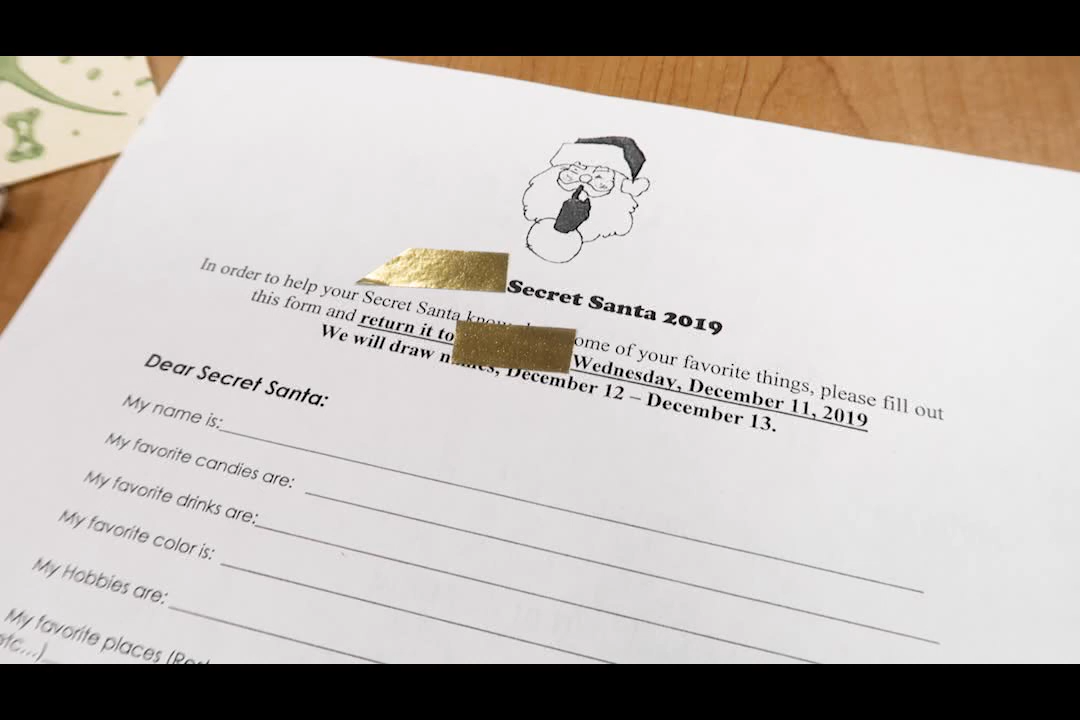 Secret Santa 2019
In order to help your Secret Santa know some of your favorite things, please fill out
this form and return it to Wednesday, December 11, 2019
We will draw names, December 12 – December 13.
Dear Secret Santa:
My name is:
My favorite candies are:
My favorite drinks are:
My favorite color is:
My Hobbies are:
My favorite places
etc...)